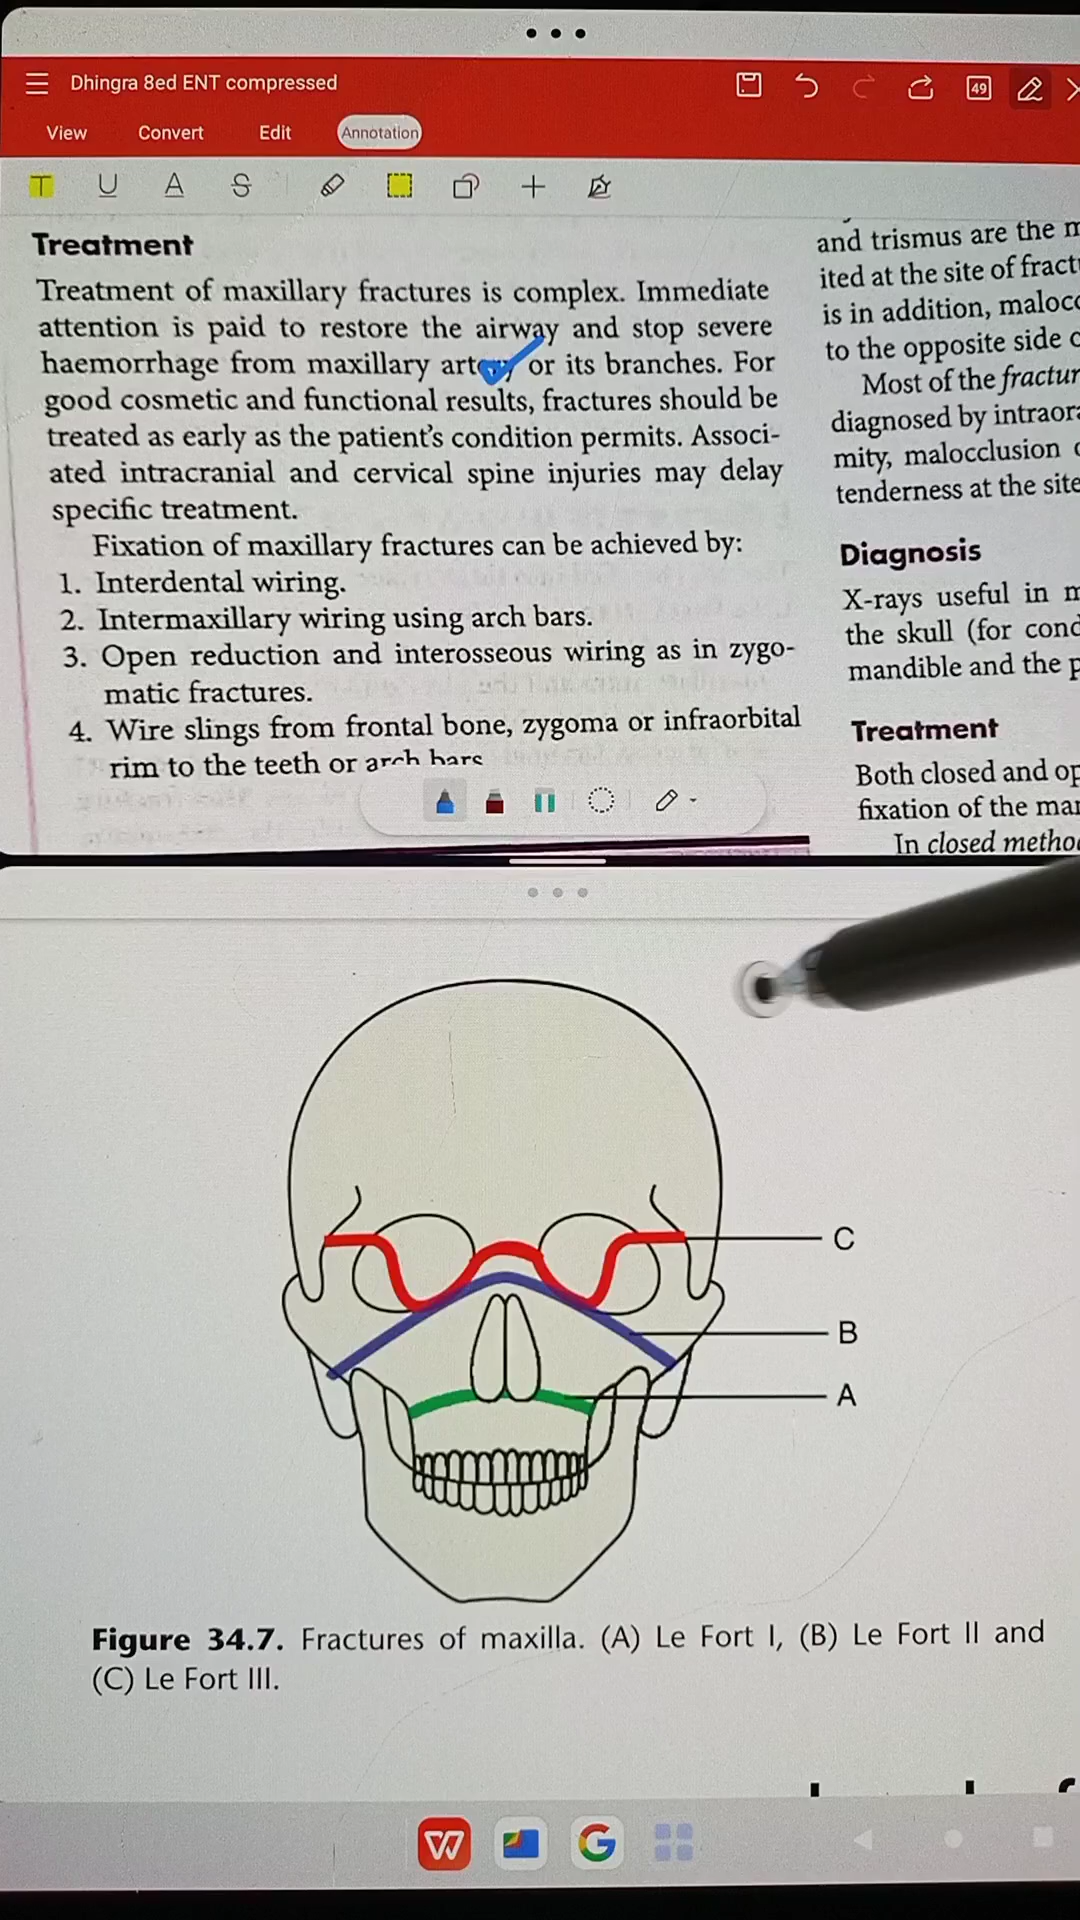 Dhingra 8ed ENT compressed
49
View Convert Edit Annotation
T U A S
Treatment
Treatment of maxillary fractures is complex. Immediate
attention is paid to restore the airway and stop severe
haemorrhage from maxillary artery or its branches. For
good cosmetic and functional results, fractures should be
treated as early as the patient's condition permits. Associ-
ated intracranial and cervical spine injuries may delay
specific treatment.
Fixation of maxillary fractures can be achieved by:
1. Interdental wiring.
2. Intermaxillary wiring using arch bars.
3. Open reduction and interosseous wiring as in zygo-
matic fractures.
4. Wire slings from frontal bone, zygoma or infraorbital
rim to the teeth or arch bars
and trismus are the
ited at the site of
is in addition,
to the opposite side
Most of the
diagnosed by
mity, malocclusion
tenderness at the site
Diagnosis
X-rays useful in
the skull (for
mandible and the
Treatment
Both closed and
fixation of the
In closed
C
B
A
Figure 34.7. Fractures of maxilla. (A) Le Fort I, (B) Le Fort II and
(C) Le Fort III.
W G